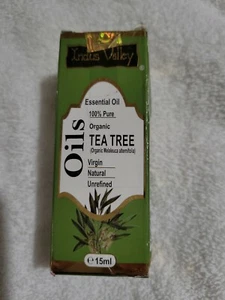 Indus Valley
Essential Oil
100% Pure
Oils
Organic
TEA TREE
(Organic Melaleuca alternifolia)
Virgin
Natural
Unrefined
℮15ml